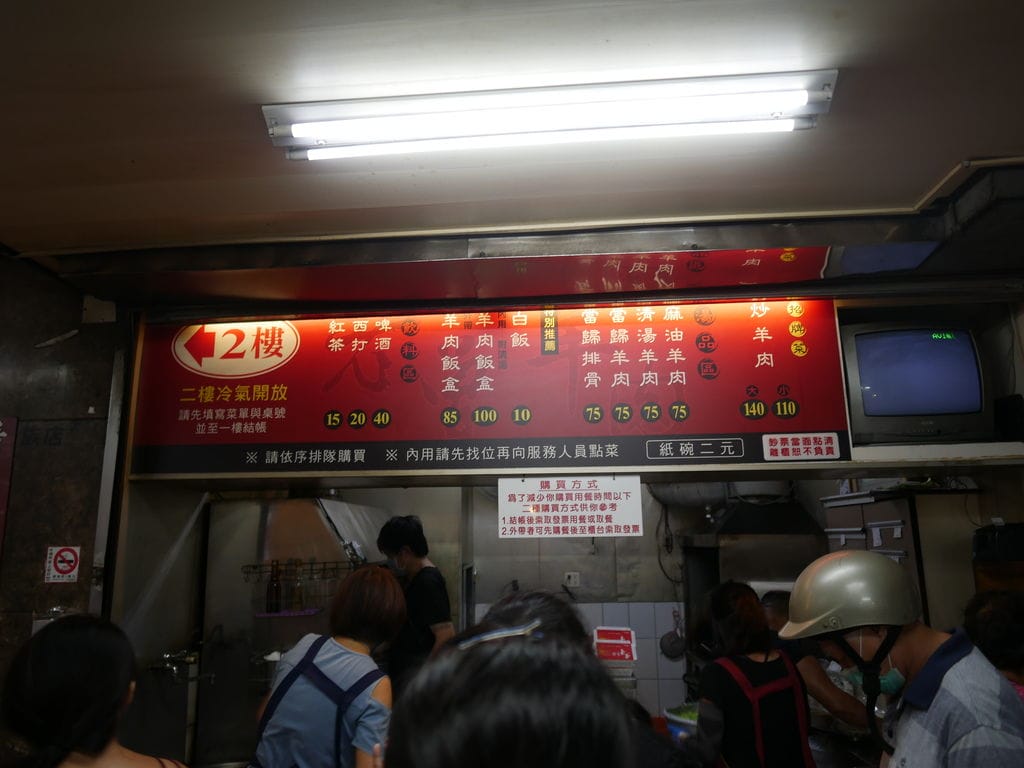 2樓
二樓冷氣開放
請先填寫菜單與桌號
並至一樓結帳
紅茶 15
西打 20
啤酒 40
飲料區
羊肉飯盒 85
羊肉飯盒 100
白飯 10
特別推薦
當歸排骨 75
當歸羊肉 75
清湯羊肉 75
麻油羊肉 75
湯品區
炒羊肉
大 140
小 110
招牌菜
※ 請依序排隊購買 ※ 內用請先找位再向服務人員點菜
紙碗二元
鈔票當面點清
離櫃恕不負責
購買方式
為了減少你購買用餐時間以下
二種購買方式供你參考
1.結帳後索取發票用餐或取餐
2.外帶者可先購餐後至櫃台索取發票